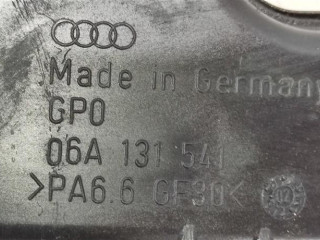 Made in Germany
GPO
06A 131 541
>PA6.6 GF30<